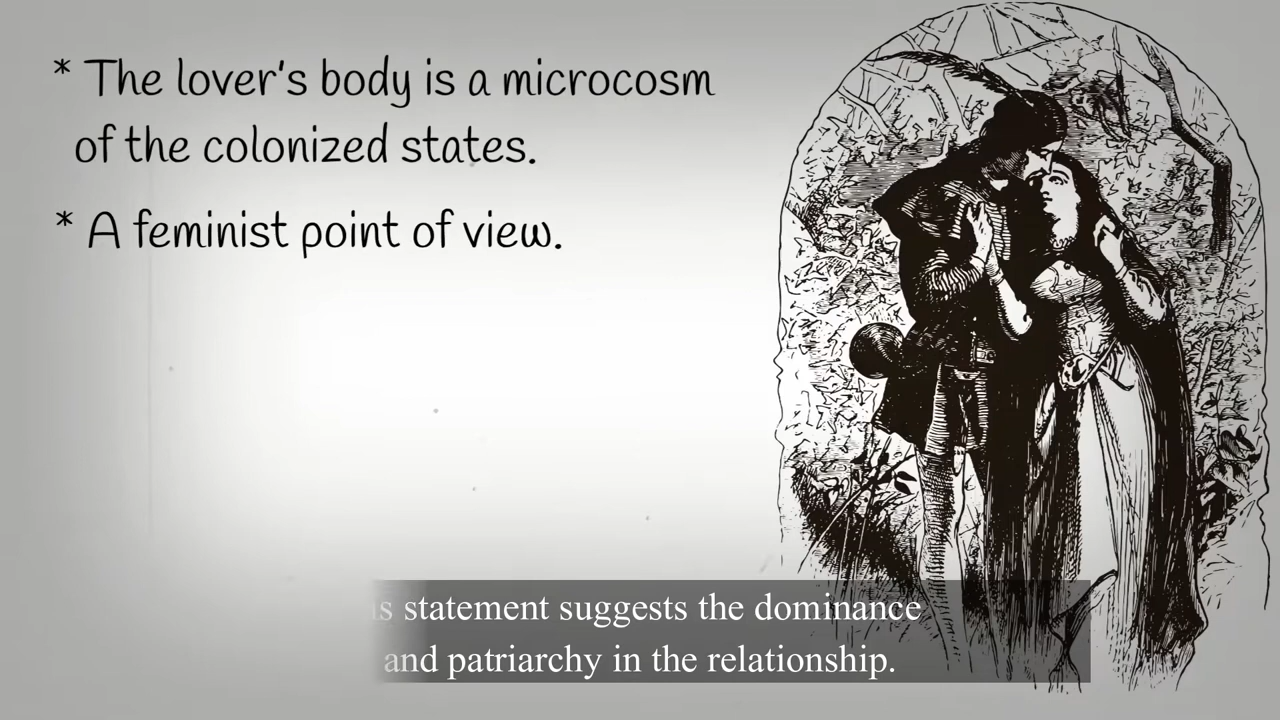 * The lover's body is a microcosm
of the colonized states.
* A feminist point of view.
statement suggests the dominance
and patriarchy in the relationship.